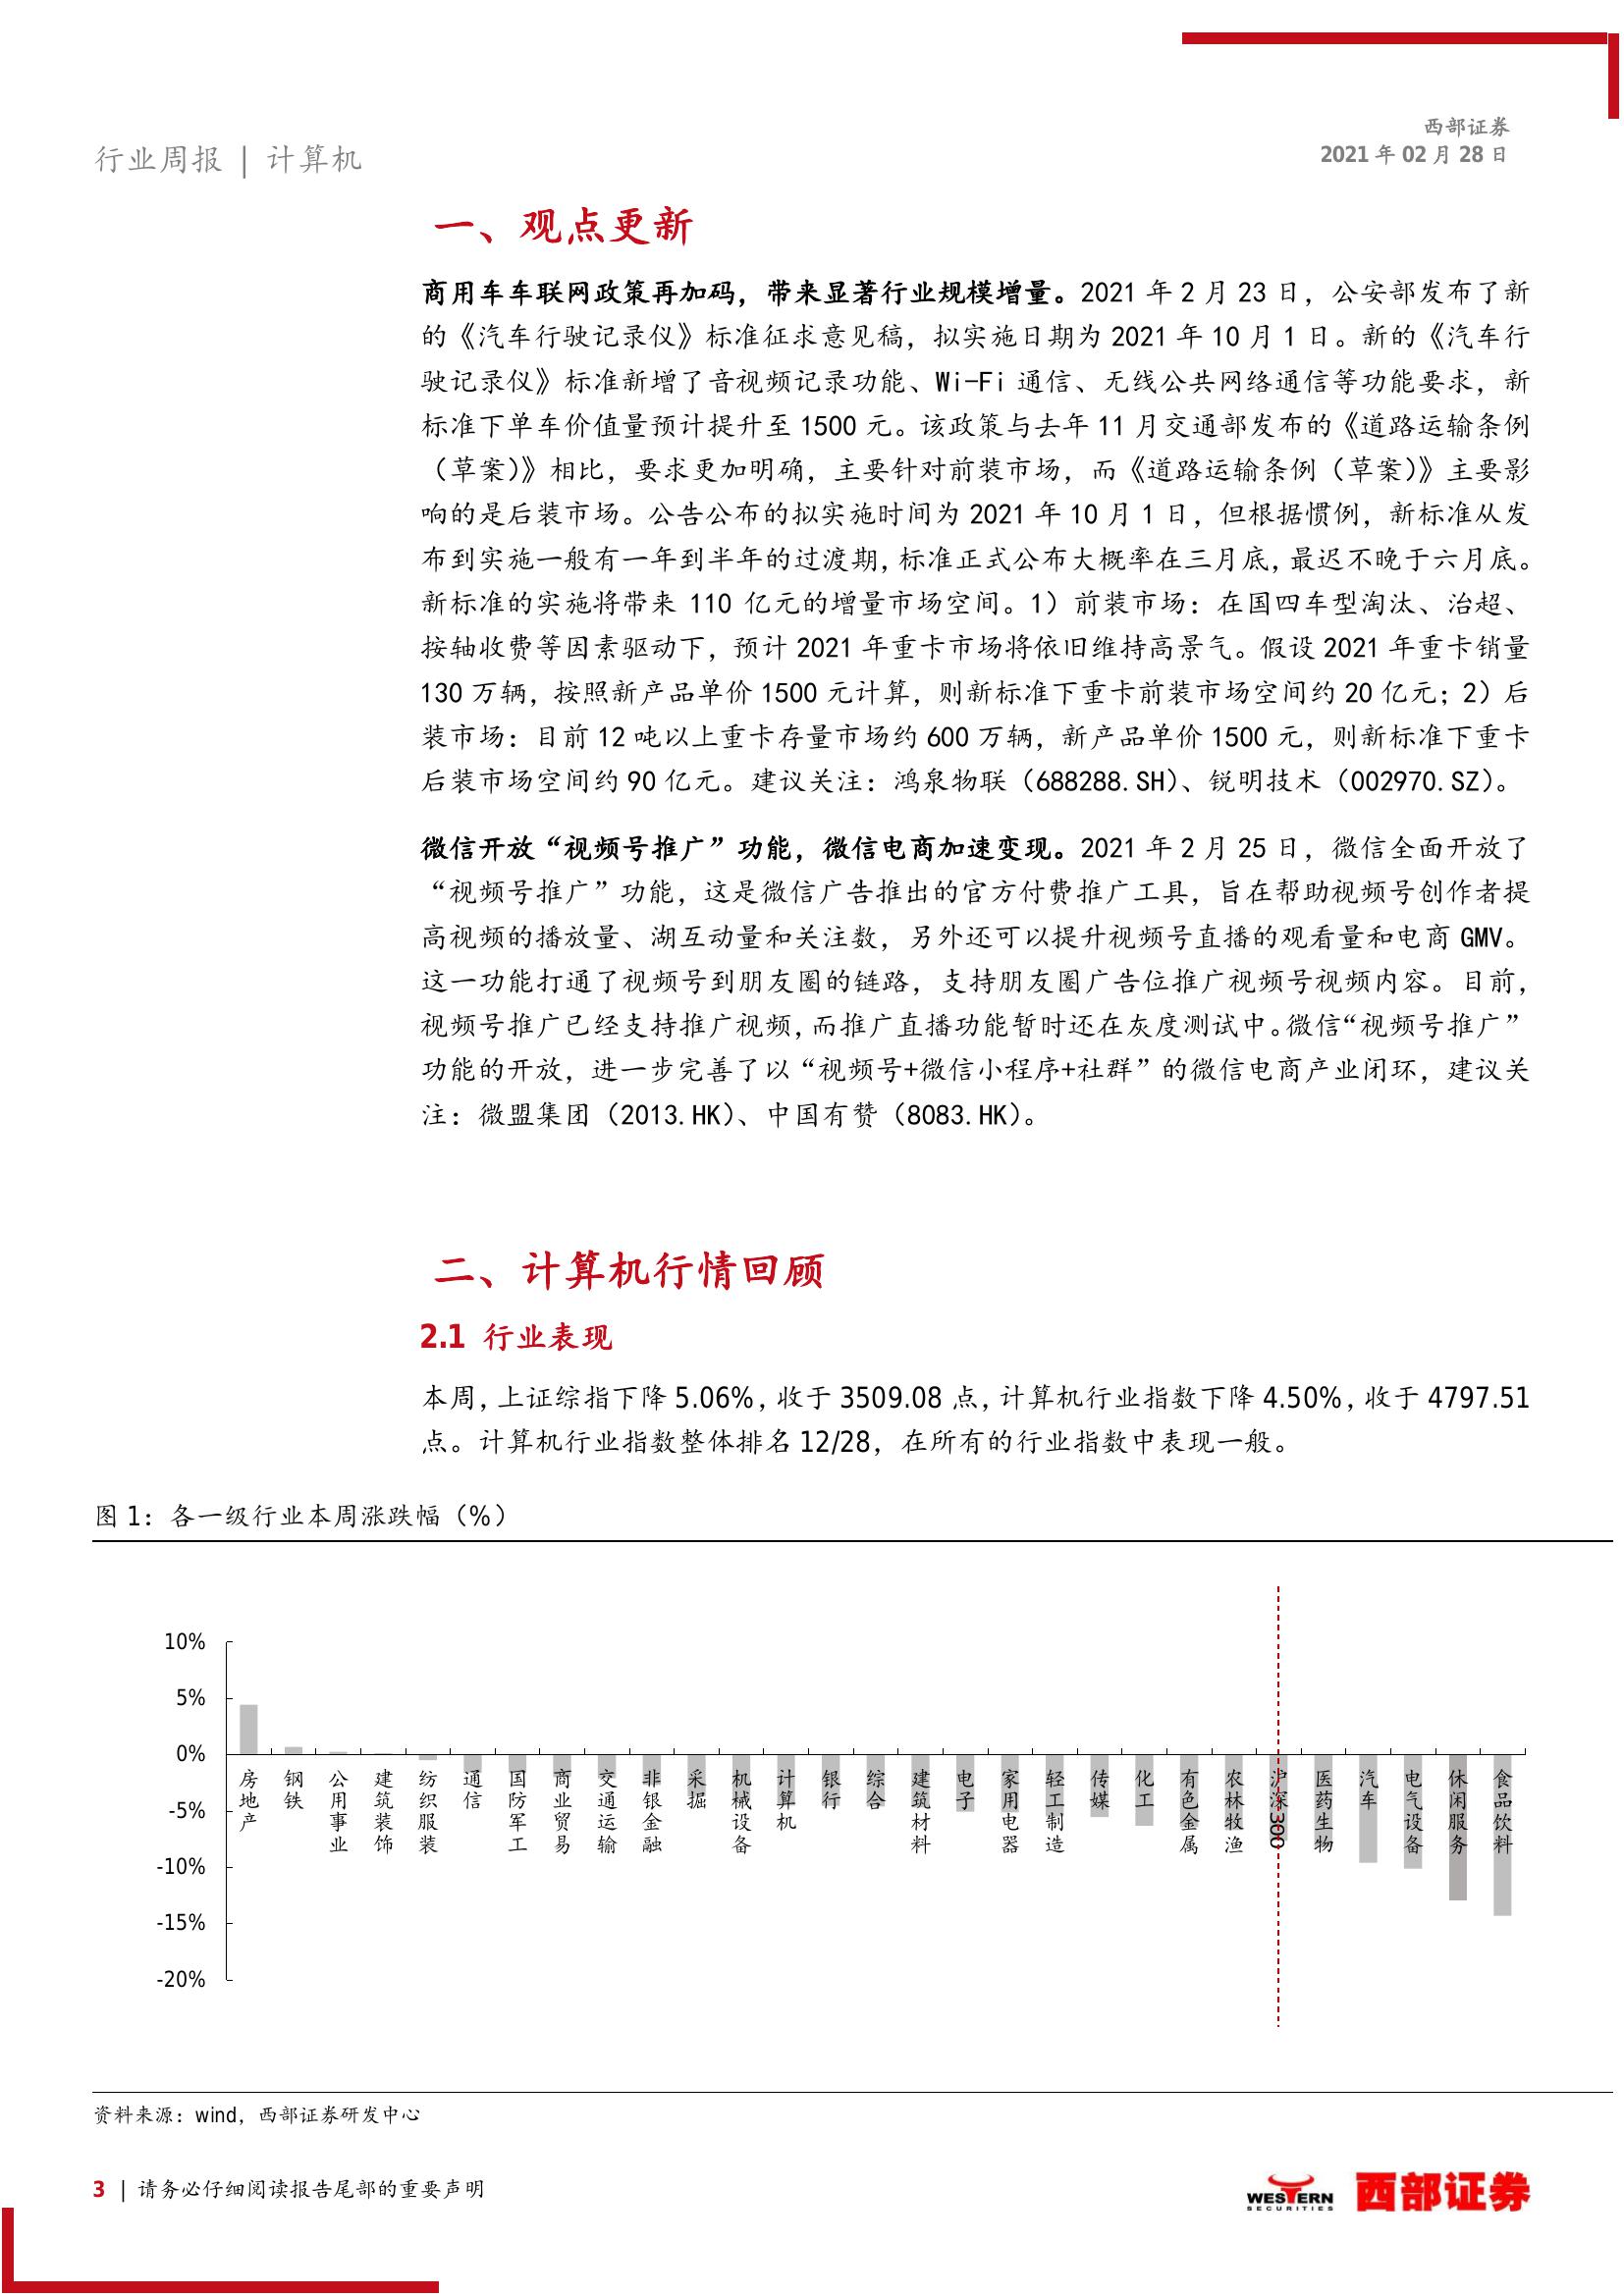 西部证券
行业周报 | 计算机
2021 年 02 月 28 日
一、观点更新
商用车车联网政策再加码，带来显著行业规模增量。2021 年 2 月 23 日，公安部发布了新
的《汽车行驶记录仪》标准征求意见稿，拟实施日期为 2021 年 10 月 1 日。新的《汽车行
驶记录仪》标准新增了音视频记录功能、Wi-Fi 通信、无线公共网络通信等功能要求，新
标准下单车价值量预计提升至 1500 元。该政策与去年 11 月交通部发布的《道路运输条例
（草案）》相比，要求更加明确，主要针对前装市场，而《道路运输条例（草案）》主要影
响的是后装市场。公告公布的拟实施时间为 2021 年 10 月 1 日，但根据惯例，新标准从发
布到实施一般有一年到半年的过渡期，标准正式公布大概率在三月底，最迟不晚于六月底。
新标准的实施将带来 110 亿元的增量市场空间。1）前装市场：在国四车型淘汰、治超、
按轴收费等因素驱动下，预计 2021 年重卡市场将依旧维持高景气。假设 2021 年重卡销量
130 万辆，按照新产品单价 1500 元计算，则新标准下重卡前装市场空间约 20 亿元；2）后
装市场：目前 12 吨以上重卡存量市场约 600 万辆，新产品单价 1500 元，则新标准下重卡
后装市场空间约 90 亿元。建议关注：鸿泉物联（688288.SH）、锐明技术（002970.SZ）。
微信开放“视频号推广”功能，微信电商加速变现。2021 年 2 月 25 日，微信全面开放了
“视频号推广”功能，这是微信广告推出的官方付费推广工具，旨在帮助视频号创作者提
高视频的播放量、湖互动量和关注数，另外还可以提升视频号直播的观看量和电商 GMV。
这一功能打通了视频号到朋友圈的链路，支持朋友圈广告位推广视频号视频内容。目前，
视频号推广已经支持推广视频，而推广直播功能暂时还在灰度测试中。微信“视频号推广”
功能的开放，进一步完善了以“视频号+微信小程序+社群”的微信电商产业闭环，建议关
注：微盟集团（2013.HK）、中国有赞（8083.HK）。
二、计算机行情回顾
2.1 行业表现
本周，上证综指下降 5.06%，收于 3509.08 点，计算机行业指数下降 4.50%，收于 4797.51
点。计算机行业指数整体排名 12/28，在所有的行业指数中表现一般。
图 1：各一级行业本周涨跌幅（%）
10%
5%
0%
-5%
-10%
-15%
-20%
房地产
钢铁
公用事业
建筑装饰
纺织服装
通信
国防军工
商业贸易
交通运输
非银金融
采掘
机械设备
计算机
银行
综合
建筑材料
电子
家用电器
轻工制造
传媒
化工
有色金属
农林牧渔
沪深300
医药生物
汽车
电气设备
休闲服务
食品饮料
资料来源：wind，西部证券研发中心
3 | 请务必仔细阅读报告尾部的重要声明
WESTERN
SECURITIES
西部证券